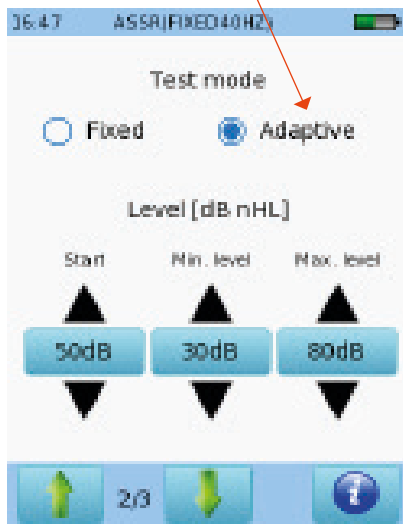 16:47 ASSR(FIXED40HZ)
Test mode
Fixed Adaptive
Level [dB nHL]
Start Min. level Max. level
50dB 30dB 80dB
2/3
i